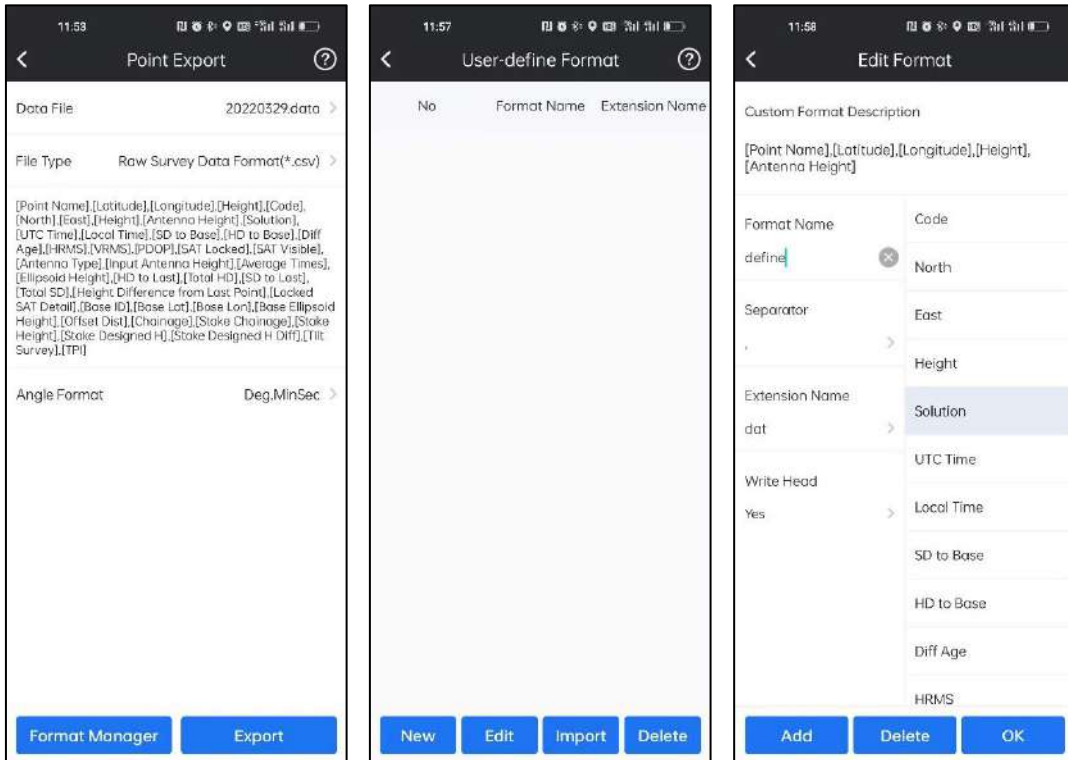 11:53
Point Export
Data File
20220329.data
File Type
Raw Survey Data Format(*.csv)
[Point Name],[Latitude],[Longitude],[Height],[Code],
[North],[East],[Height],[Antenna Height],[Solution],
[UTC Time],[Local Time],[SD to Base],[HD to Base],[Diff
Age],[HRMS],[VRMS],[PDOP],[SAT Locked],[SAT Visible],
[Antenna Type],[Input Antenna Height],[Average Times],
[Ellipsoid Height],[HD to Last],[Total HD],[SD to Last],
[Total SD],[Height Difference from Last Point],[Locked
SAT Detail],[Base ID],[Base Lat],[Base Lon],[Base Ellipsoid
Height],[Offset Dist],[Chainage],[Stake Chainage],[Stake
Height],[Stake Designed H],[Stake Designed H Diff],[Tilt
Survey],[TPI]
Angle Format
Deg.MinSec
Format Manager
Export
11:57
User-define Format
No
Format Name
Extension Name
New
Edit
Import
Delete
11:58
Edit Format
Custom Format Description
[Point Name],[Latitude],[Longitude],[Height],
[Antenna Height]
Format Name
define
Separator
,
Extension Name
dat
Write Head
Yes
Code
North
East
Height
Solution
UTC Time
Local Time
SD to Base
HD to Base
Diff Age
HRMS
Add
Delete
OK